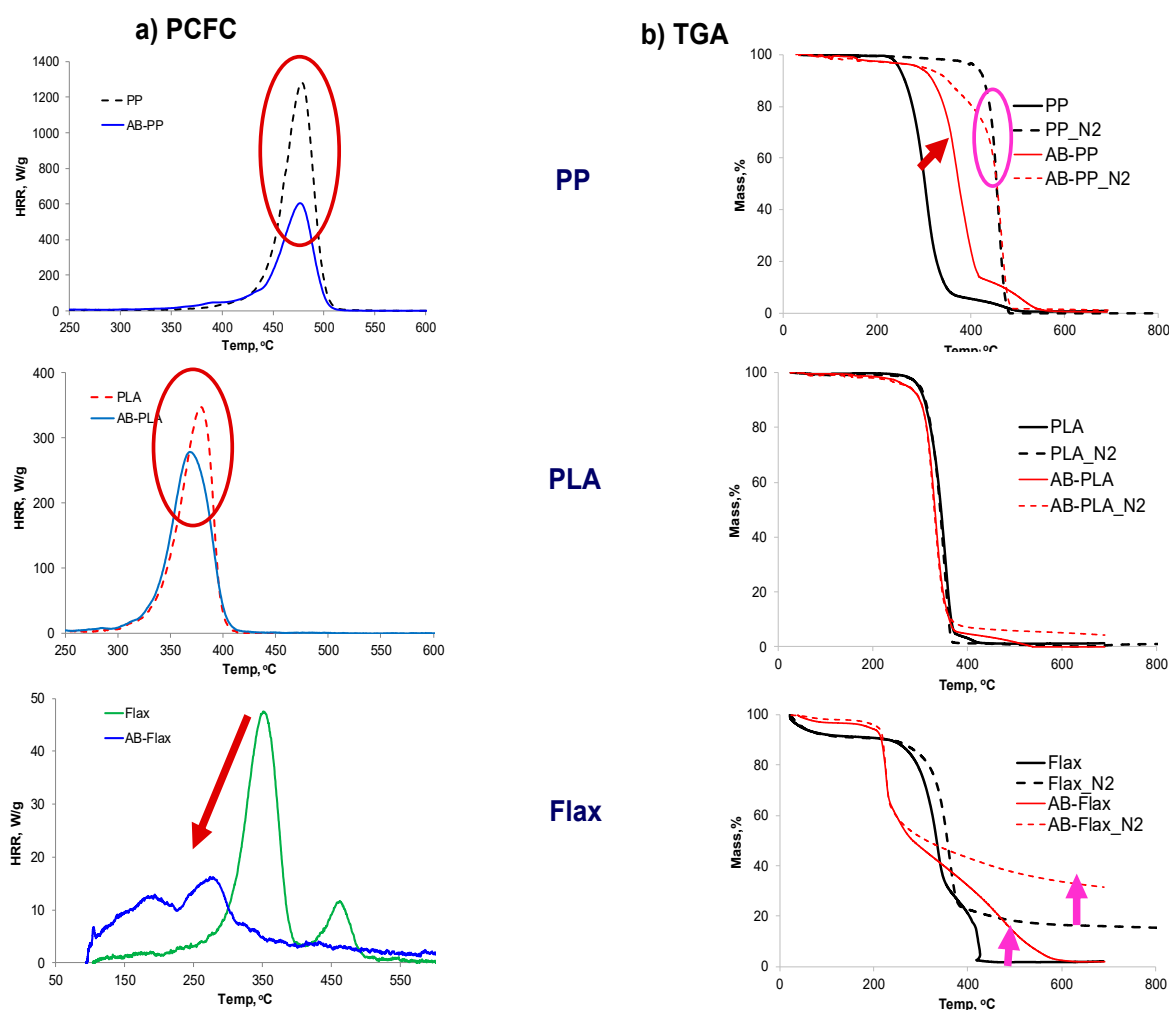 a) PCFC
b) TGA
HRR, W/g
1400
1200
1000
800
600
400
200
0
PP
AB-PP
250 300 350 400 450 500 550 600
Temp, ºC
PP
Mass,%
100
80
60
40
20
0
PP
PP_N2
AB-PP
AB-PP_N2
0 200 400 600 800
Temp, ºC
HRR, W/g
400
300
200
100
0
PLA
AB-PLA
250 300 350 400 450 500 550 600
Temp, ºC
PLA
Mass,%
100
80
60
40
20
0
PLA
PLA_N2
AB-PLA
AB-PLA_N2
0 200 400 600 800
Temp, ºC
HRR, W/g
50
40
30
20
10
0
Flax
AB-Flax
50 150 250 350 450 550
Temp, ºC
Flax
Mass,%
100
80
60
40
20
0
Flax
Flax_N2
AB-Flax
AB-Flax_N2
0 200 400 600 800
Temp, ºC